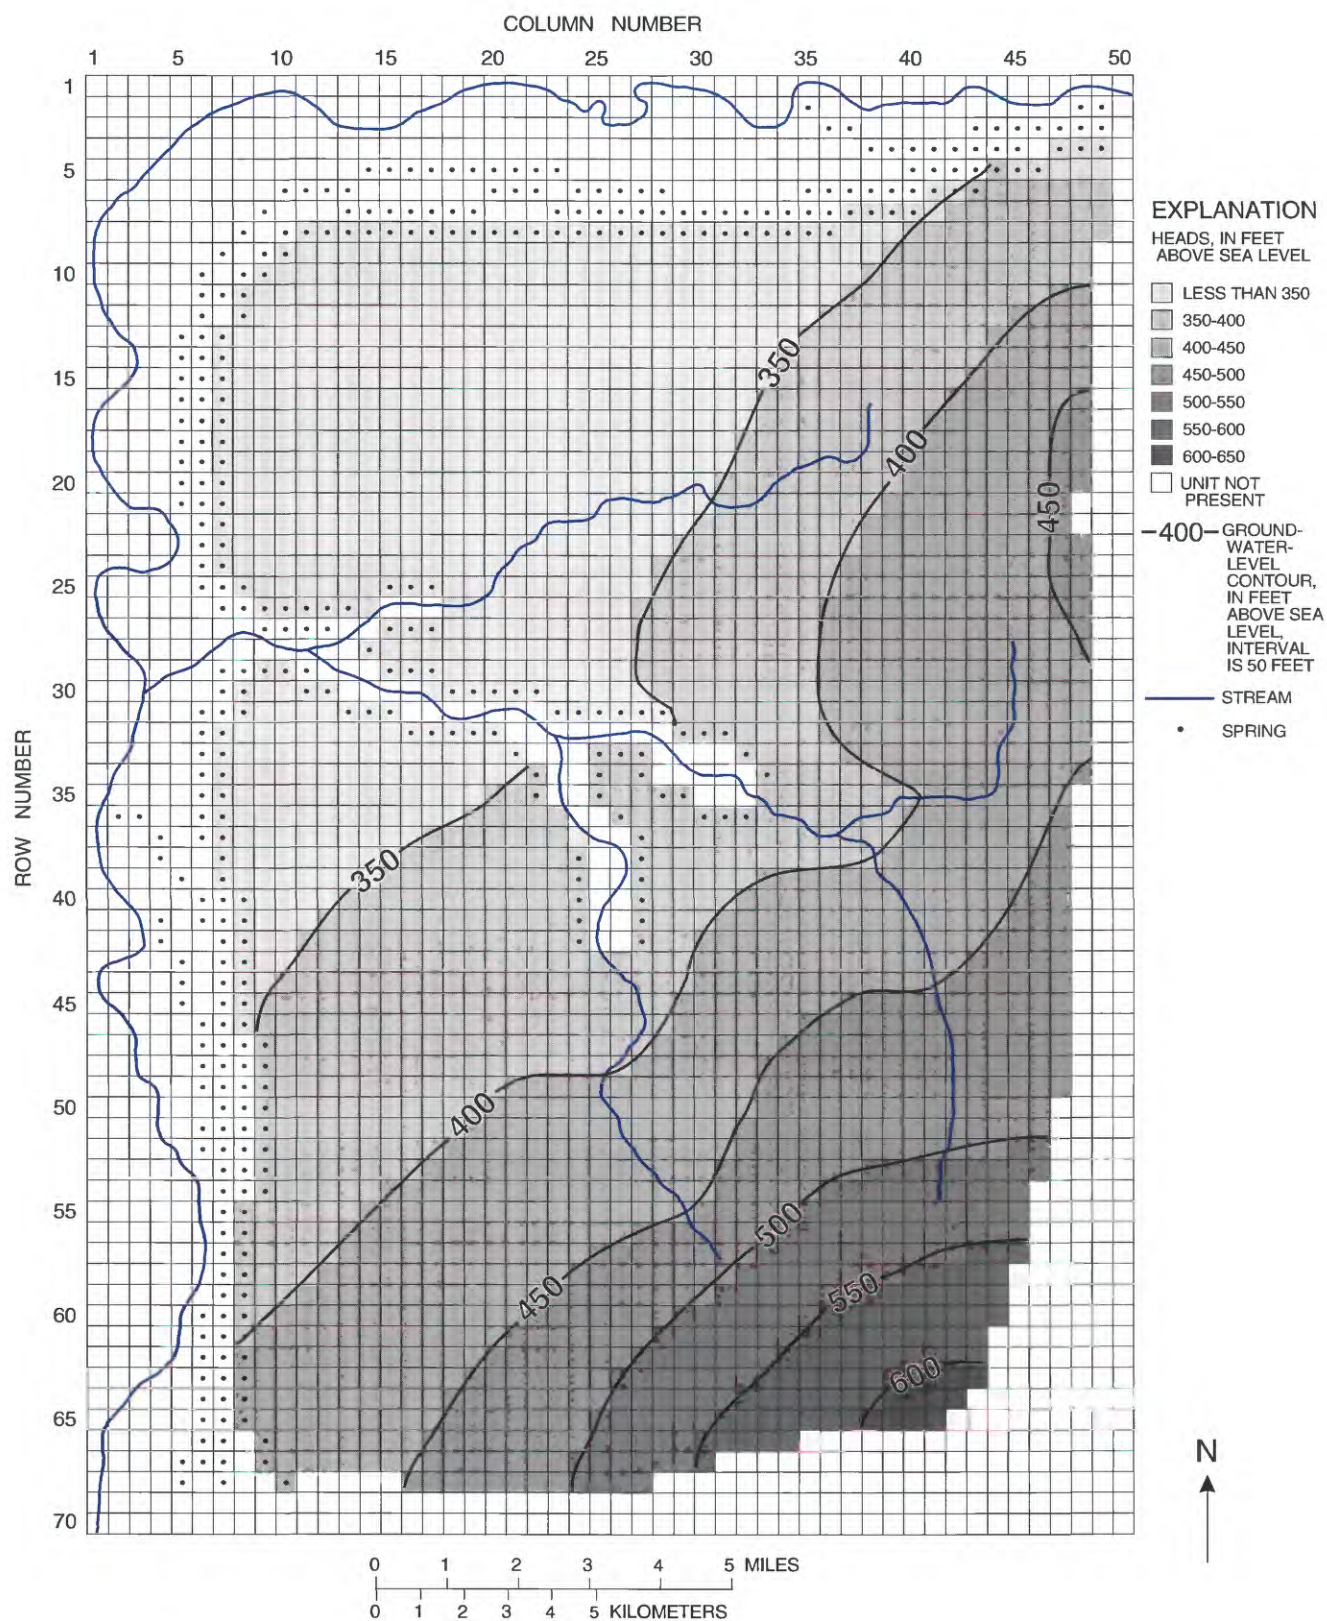 COLUMN NUMBER
1 5 10 15 20 25 30 35 40 45 50
ROW NUMBER
1
5
10
15
20
25
30
35
40
45
50
55
60
65
70
350
400
450
350
400
450
500
550
600
EXPLANATION
HEADS, IN FEET
ABOVE SEA LEVEL
LESS THAN 350
350-400
400-450
450-500
500-550
550-600
600-650
UNIT NOT
PRESENT
400 GROUND-
WATER-
LEVEL
CONTOUR,
IN FEET
ABOVE SEA
LEVEL,
INTERVAL
IS 50 FEET
STREAM
SPRING
N
0 1 2 3 4 5 MILES
0 1 2 3 4 5 KILOMETERS